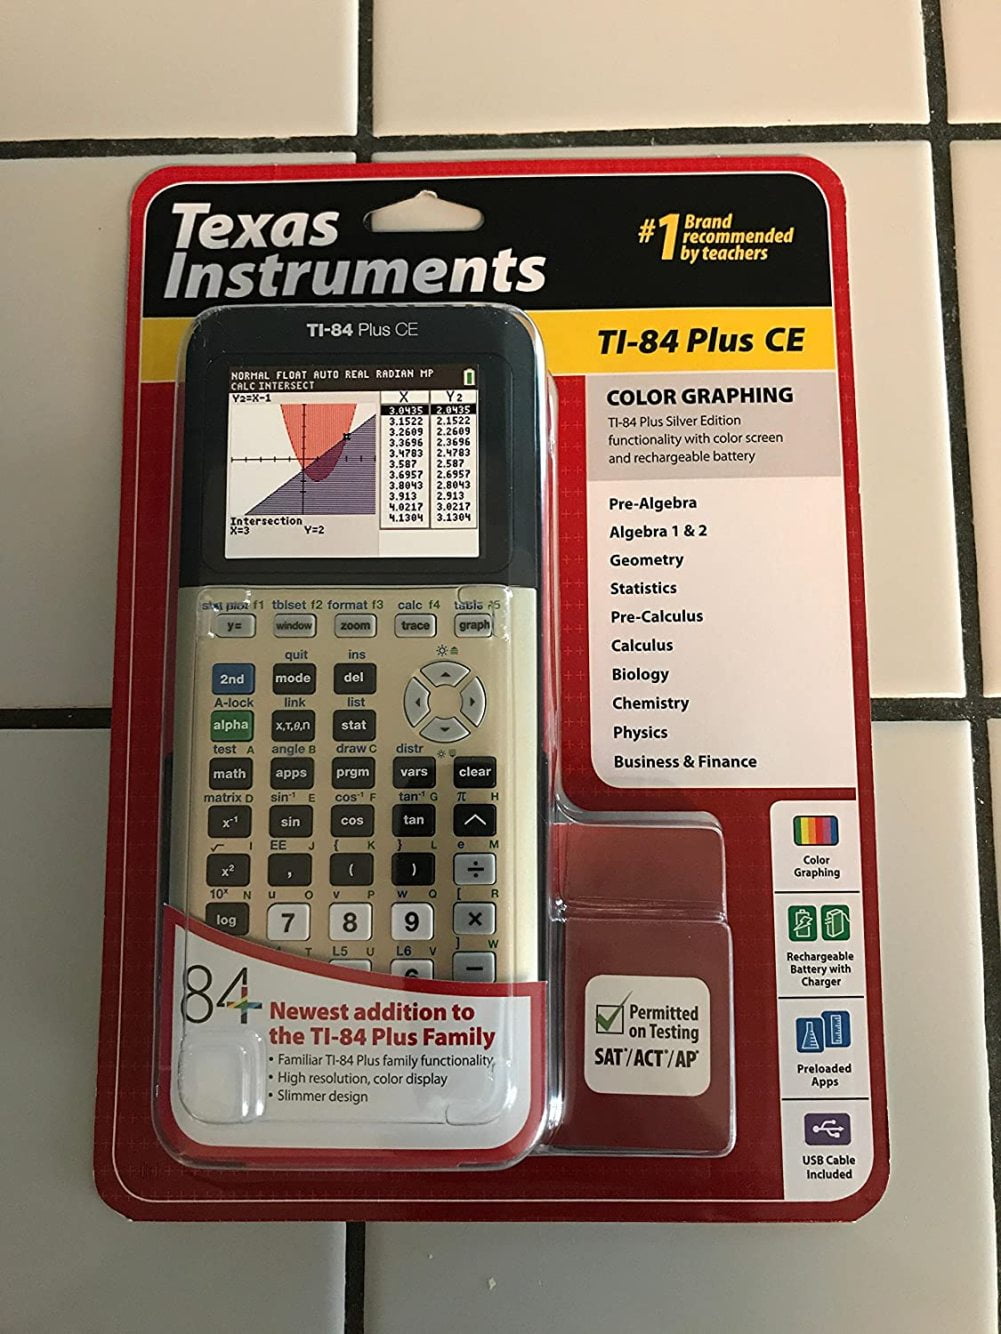 Texas
Instruments
#1 Brand
recommended
by teachers
TI-84 Plus CE
TI-84 Plus CE
COLOR GRAPHING
TI-84 Plus Silver Edition
functionality with color screen
and rechargeable battery
Pre-Algebra
Algebra 1 & 2
Geometry
Statistics
Pre-Calculus
Calculus
Biology
Chemistry
Physics
Business & Finance
NORMAL FLOAT AUTO REAL RADIAN MP
CALC INTERSECT
Y2=X-1
X Y2
3.0435 2.0435
3.1522 2.1522
3.2609 2.2609
3.3696 2.3696
3.4783 2.4783
3.587 2.587
3.6957 2.6957
3.8043 2.8043
3.913 2.913
4.0217 3.0217
4.1304 3.1304
Intersection
X=3 Y=2
stat plot f1 tblset f2 format f3 calc f4 table f5
y= window zoom trace graph
quit ins
2nd mode del
A-lock link list
alpha x,T,θ,n stat
test A angle B draw C distr
math apps prgm vars clear
matrix D sin⁻¹ E cos⁻¹ F tan⁻¹ G π H
x⁻¹ sin cos tan ^
√ I EE J { K } L e M
x² , ( ) ÷
10ˣ N u O v P w Q [ R
log 7 8 9 ×
T L5 U L6 V ] W
6 −
84+
Newest addition to
the TI-84 Plus Family
• Familiar TI-84 Plus family functionality
• High resolution, color display
• Slimmer design
Permitted
on Testing
SAT*/ACT*/AP*
Color
Graphing
Rechargeable
Battery with
Charger
Preloaded
Apps
USB Cable
Included